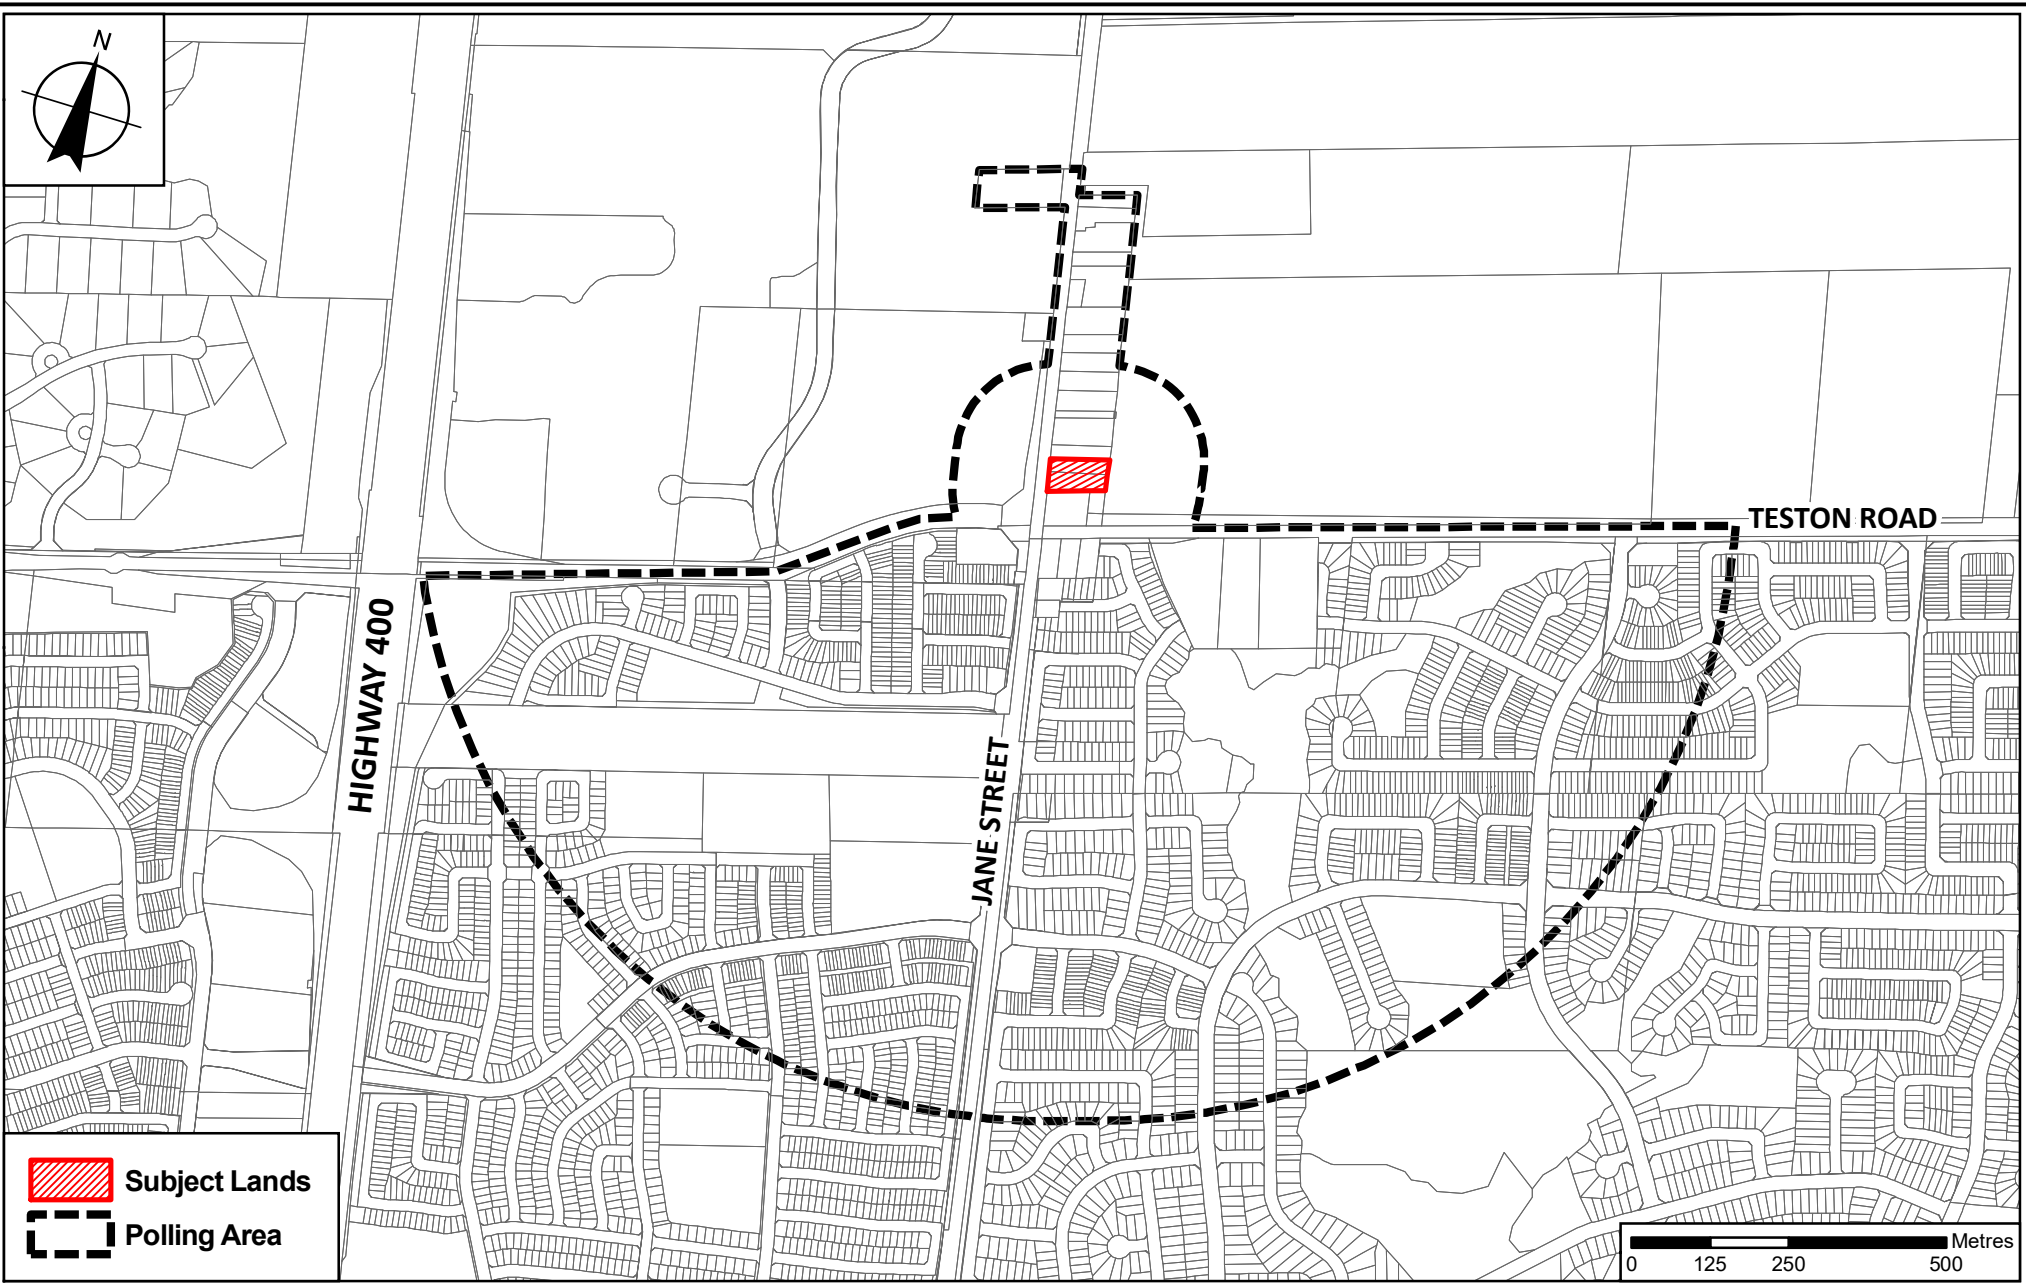 N
TESTON ROAD
HIGHWAY 400
JANE STREET
Subject Lands
Polling Area
Metres
0 125 250 500